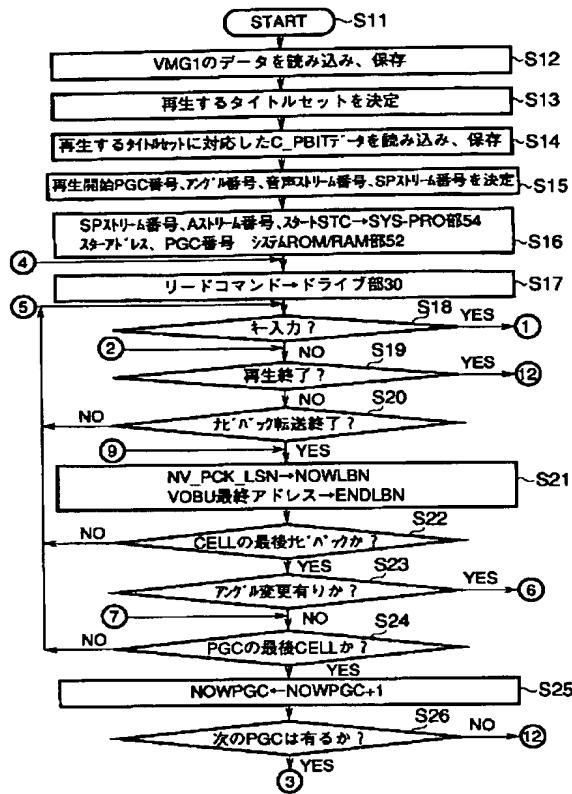 START S11
VMG1のデータを読み込み、保存 S12
再生するタイトルセットを決定 S13
再生するタイトルセットに対応したC_PBITデータを読み込み、保存 S14
再生開始PGC番号、アングル番号、音声ストリーム番号、SPストリーム番号を決定 S15
SPストリーム番号、Aストリーム番号、スタートSTC→SYS-PRO部54
スターアドレス、PGC番号 システムROM/RAM部52 S16
④
リードコマンド→ドライブ部30 S17
⑤
キー入力? S18 YES ①
② NO
再生終了? S19 YES ⑫
NO
ナビパック転送終了? S20 NO
⑨ YES
NV_PCK_LSN→NOWLBN
VOBU最終アドレス→ENDLBN S21
CELLの最後ナビパックか? S22 NO
YES
アングル変更有りか? S23 YES ⑥
⑦ NO
PGCの最後CELLか? S24 NO
YES
NOWPGC←NOWPGC+1 S25
次のPGCは有るか? S26 NO ⑫
YES
③